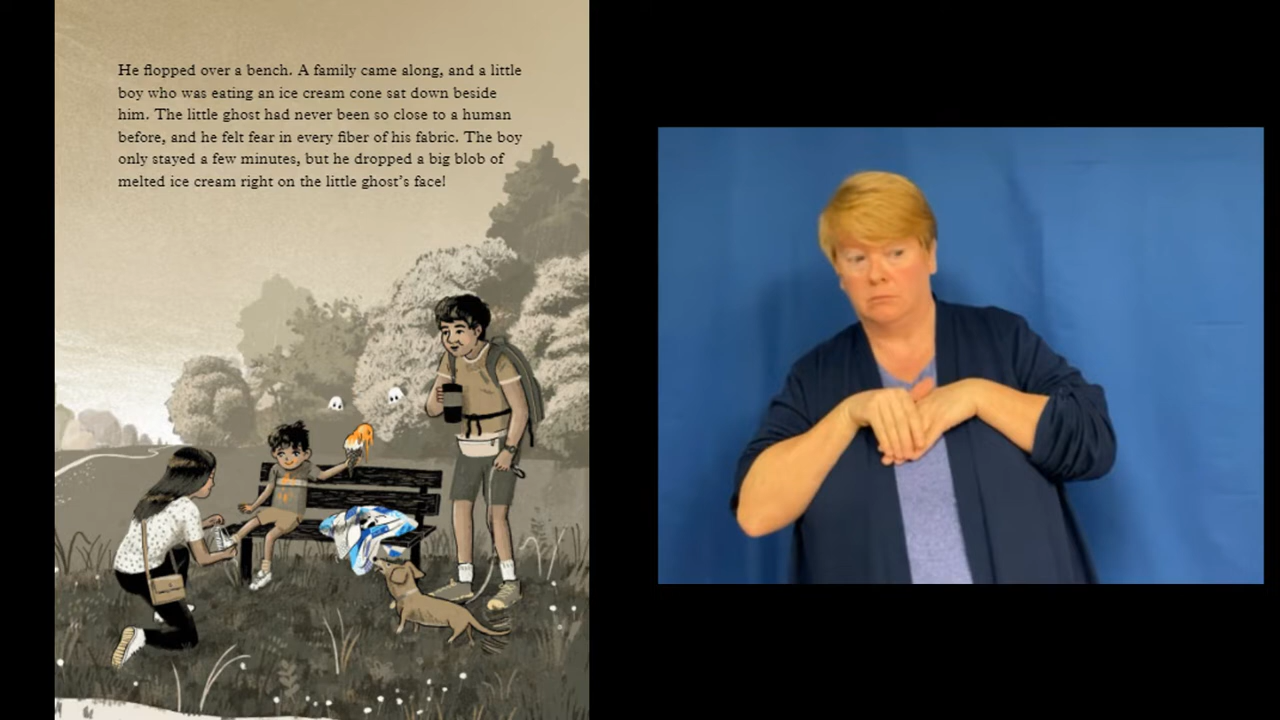 He flopped over a bench. A family came along, and a little
boy who was eating an ice cream cone sat down beside
him. The little ghost had never been so close to a human
before, and he felt fear in every fiber of his fabric. The boy
only stayed a few minutes, but he dropped a big blob of
melted ice cream right on the little ghost’s face!